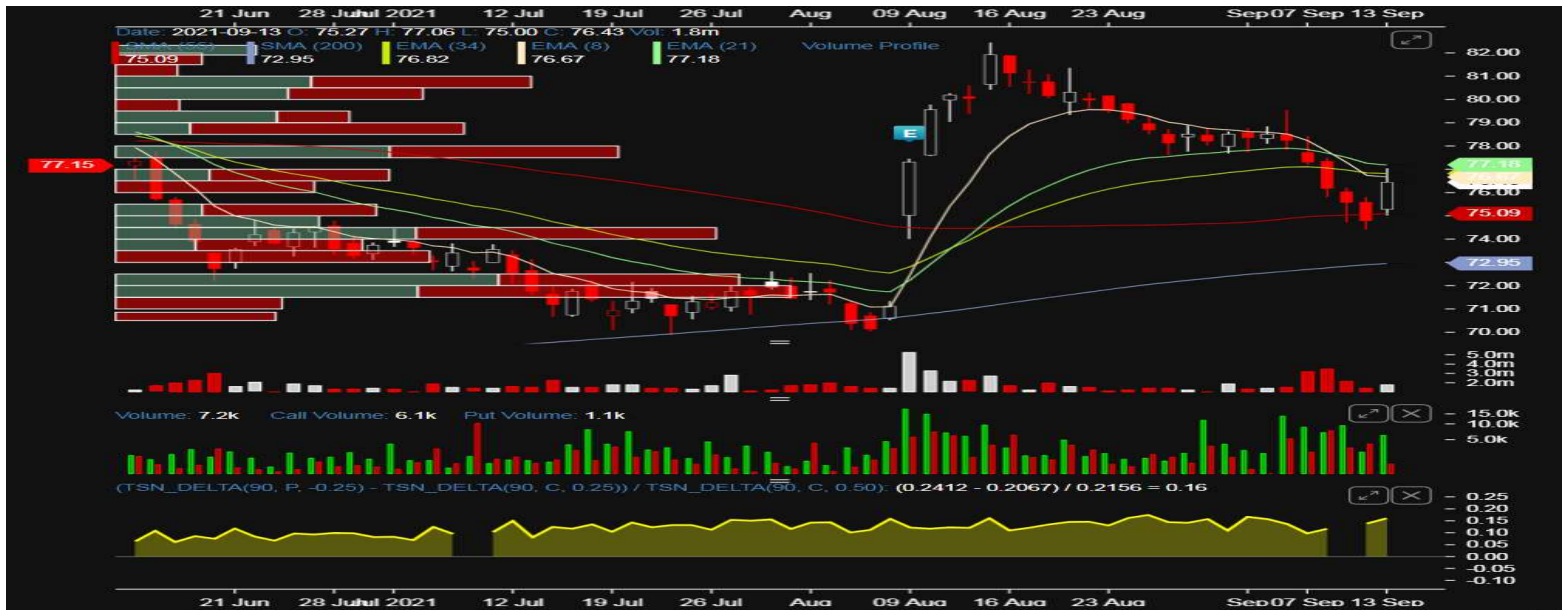 21 Jun 28 Jun Jul 2021 12 Jul 19 Jul 26 Jul Aug 09 Aug 16 Aug 23 Aug Sep 07 Sep 13 Sep
Date: 2021-09-13 O: 75.27 H: 77.06 L: 75.00 C: 76.43 Vol: 1.8m
SMA (200) EMA (34) EMA (8) EMA (21) Volume Profile
75.09 72.95 76.82 76.67 77.18
82.00
81.00
80.00
79.00
E
78.00
77.15
77.18
76.00
75.09
74.00
72.95
72.00
71.00
70.00
5.0m
4.0m
3.0m
2.0m
Volume: 7.2k Call Volume: 6.1k Put Volume: 1.1k
15.0k
10.0k
5.0k
(TSN_DELTA(90, P, -0.25) - TSN_DELTA(90, C, 0.25)) / TSN_DELTA(90, C, 0.50): (0.2412 - 0.2067) / 0.2156 = 0.16
0.25
0.20
0.15
0.10
0.05
0.00
-0.05
-0.10
21 Jun 28 Jun Jul 2021 12 Jul 19 Jul 26 Jul Aug 09 Aug 16 Aug 23 Aug Sep 07 Sep 13 Sep